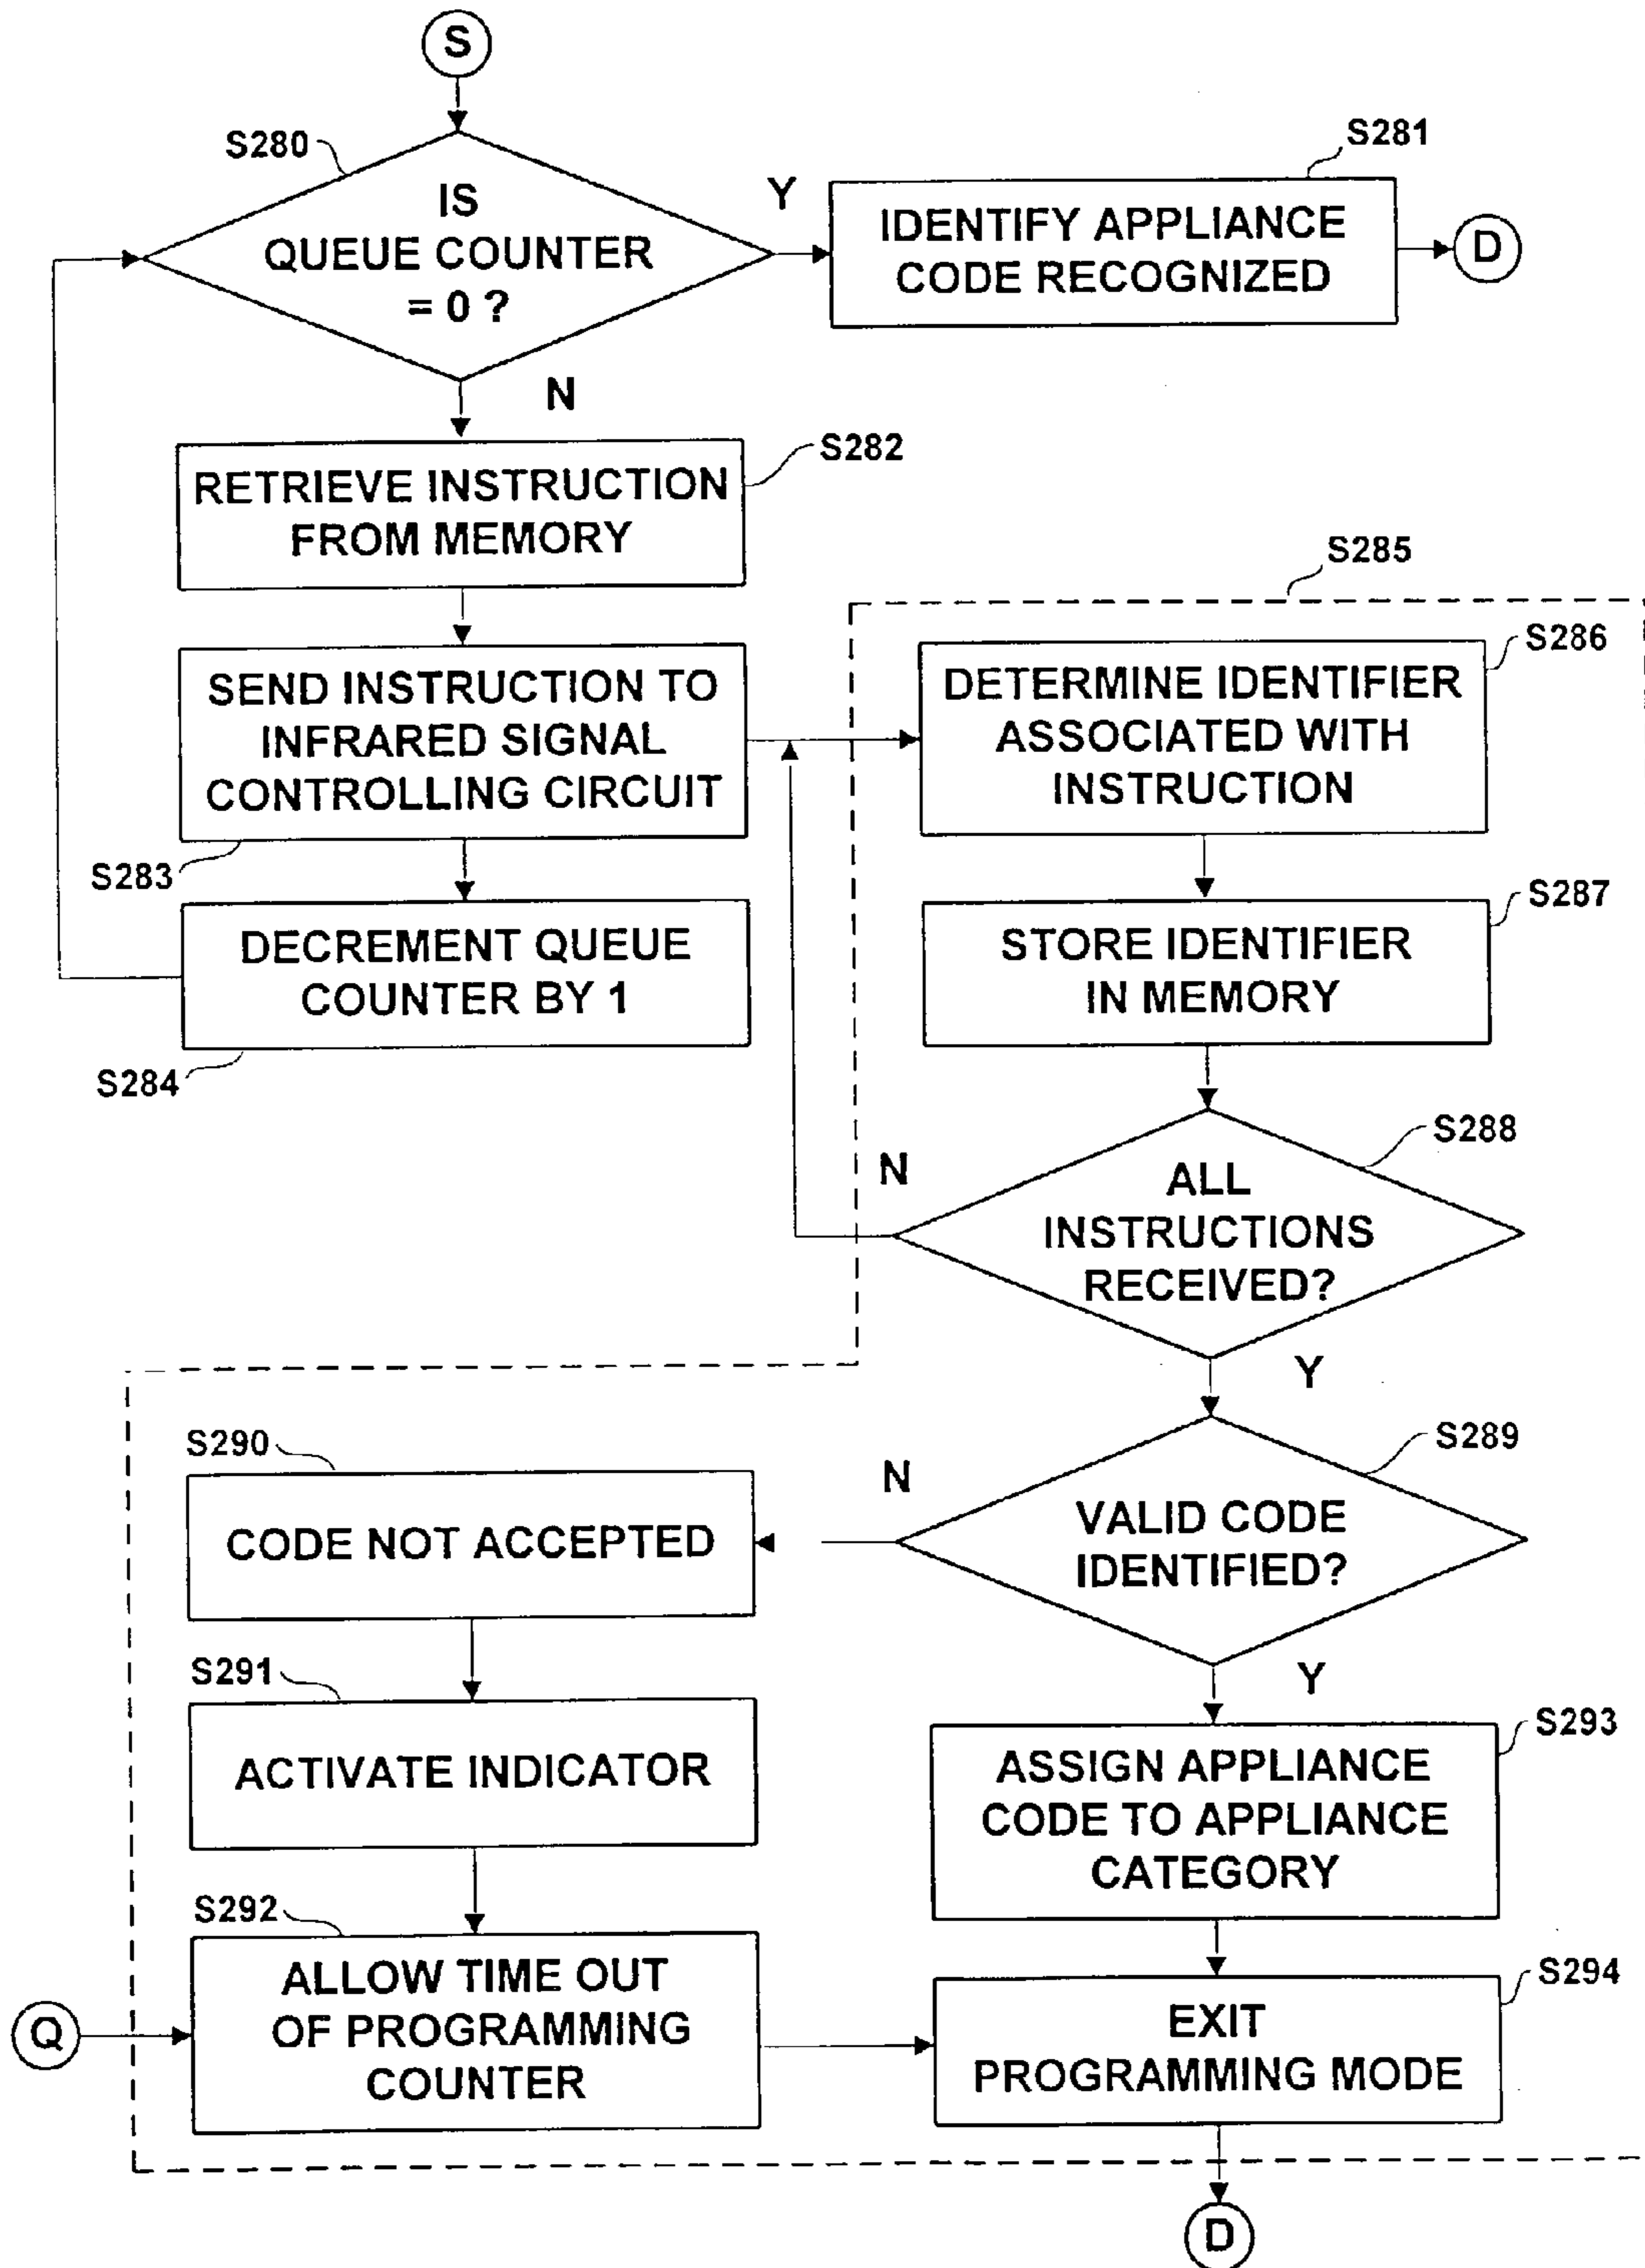 S
S280
IS
QUEUE COUNTER
= 0 ?
Y
S281
IDENTIFY APPLIANCE
CODE RECOGNIZED
D
N
S282
RETRIEVE INSTRUCTION
FROM MEMORY
S283
SEND INSTRUCTION TO
INFRARED SIGNAL
CONTROLLING CIRCUIT
S284
DECREMENT QUEUE
COUNTER BY 1
S285
S286
DETERMINE IDENTIFIER
ASSOCIATED WITH
INSTRUCTION
S287
STORE IDENTIFIER
IN MEMORY
S288
N
ALL
INSTRUCTIONS
RECEIVED?
Y
S289
N
VALID CODE
IDENTIFIED?
Y
S290
CODE NOT ACCEPTED
S291
ACTIVATE INDICATOR
S292
Q
ALLOW TIME OUT
OF PROGRAMMING
COUNTER
S293
ASSIGN APPLIANCE
CODE TO APPLIANCE
CATEGORY
S294
EXIT
PROGRAMMING MODE
D